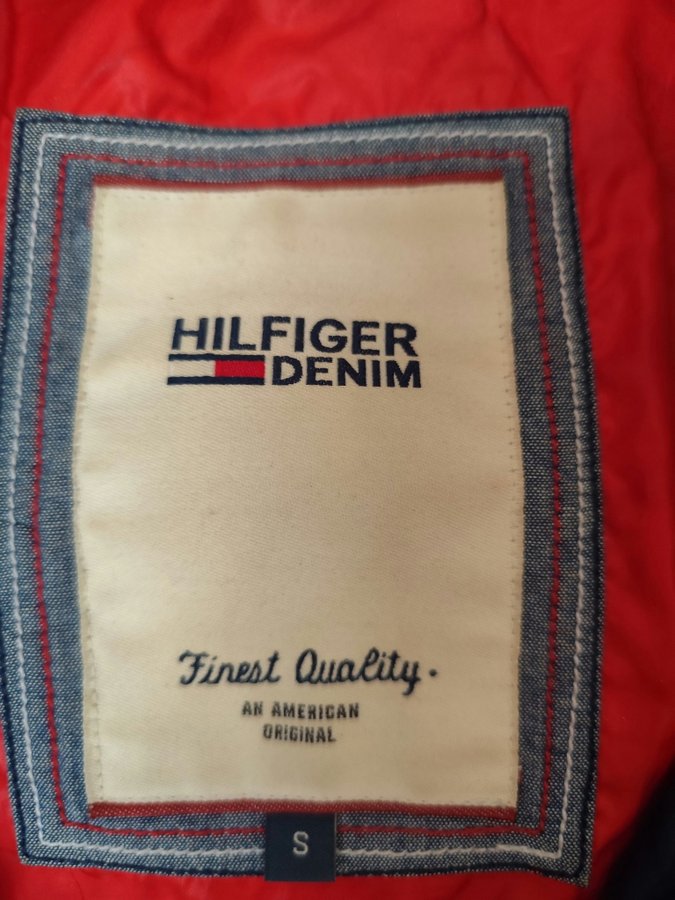 HILFIGER
DENIM
Finest Quality.
AN AMERICAN
ORIGINAL
S